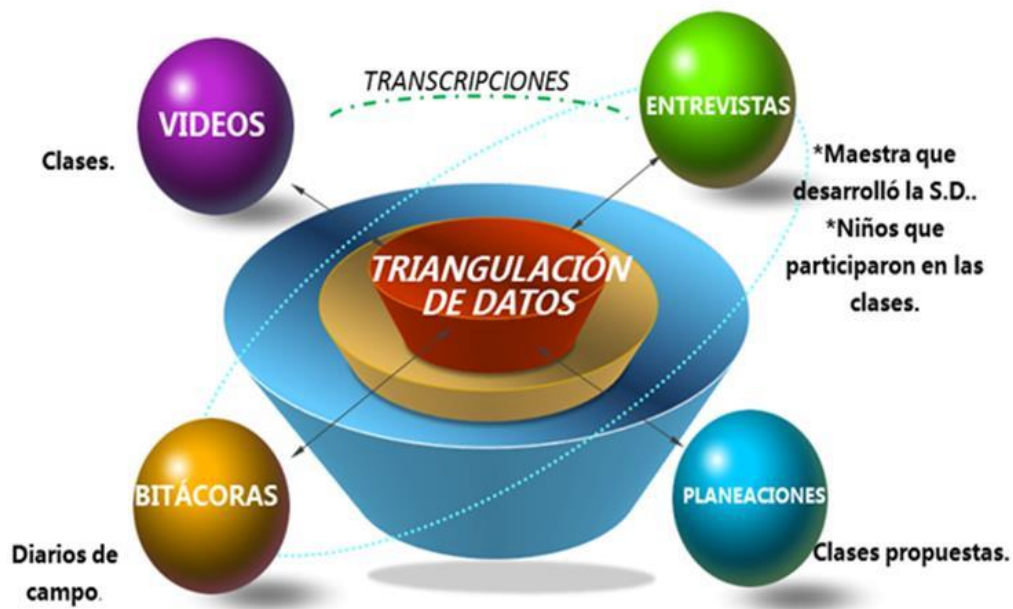 TRANSCRIPCIONES
VIDEOS
Clases.
ENTREVISTAS
*Maestra que
desarrolló la S.D..
*Niños que
participaron en las
clases.
TRIANGULACIÓN
DE DATOS
BITÁCORAS
Diarios de
campo.
PLANEACIONES
Clases propuestas.